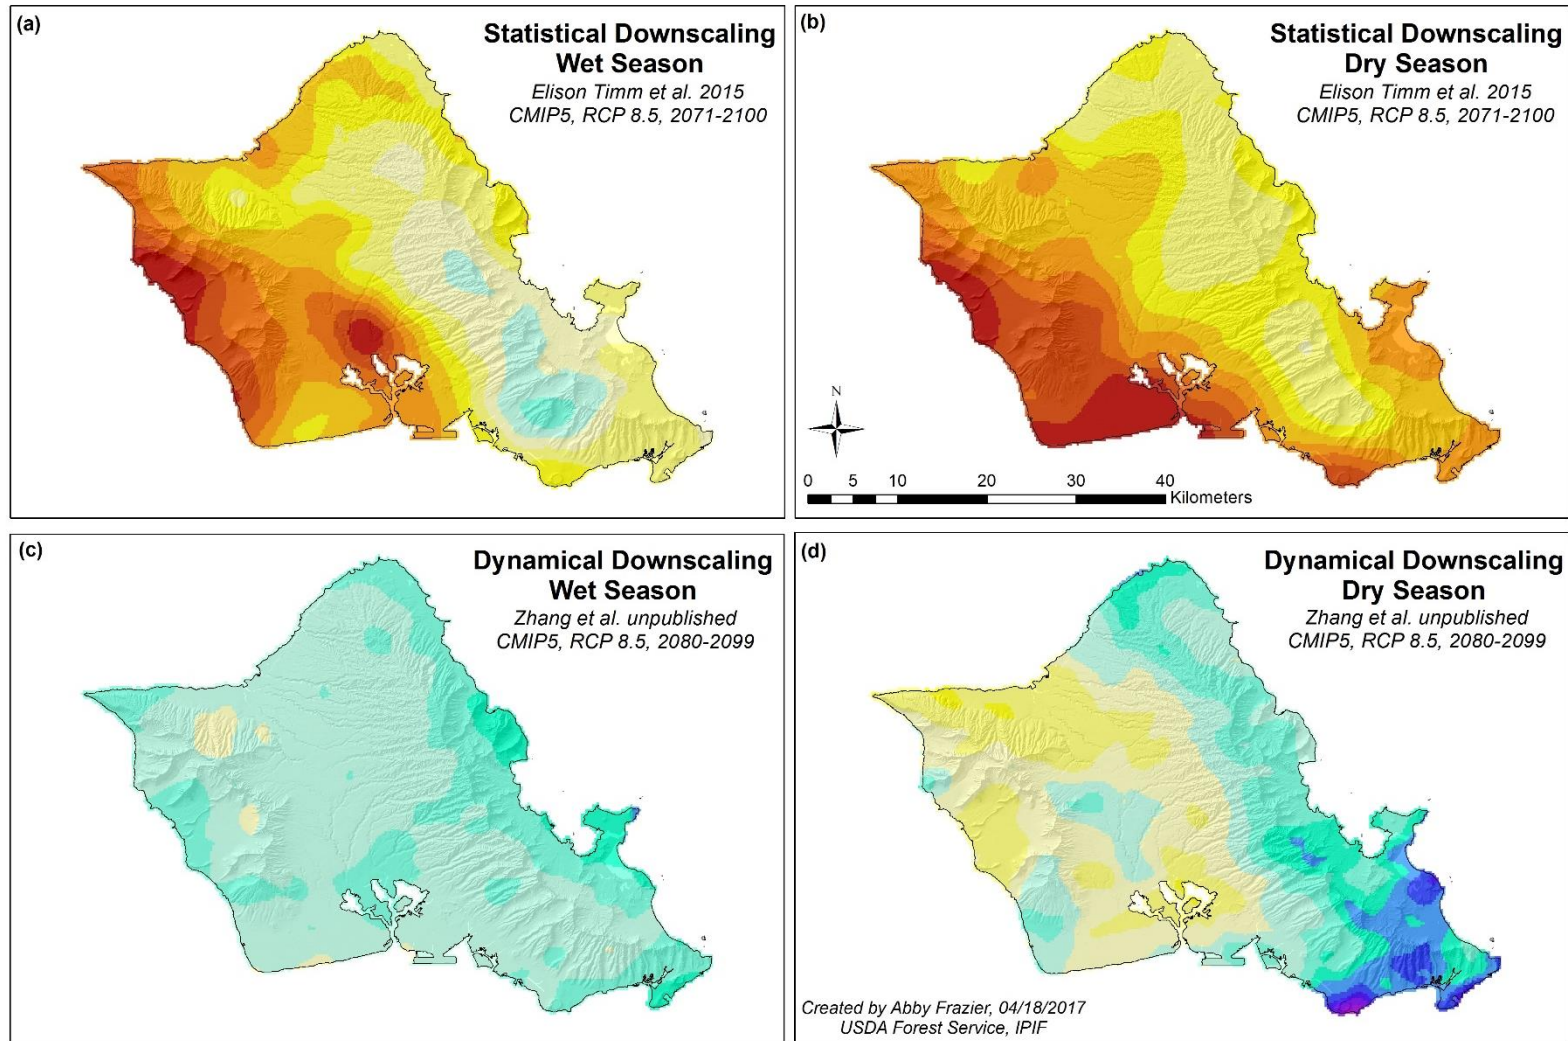 (a)
Statistical Downscaling
Wet Season
Elison Timm et al. 2015
CMIP5, RCP 8.5, 2071-2100
(b)
Statistical Downscaling
Dry Season
Elison Timm et al. 2015
CMIP5, RCP 8.5, 2071-2100
N
0 5 10 20 30 40
Kilometers
(c)
Dynamical Downscaling
Wet Season
Zhang et al. unpublished
CMIP5, RCP 8.5, 2080-2099
(d)
Dynamical Downscaling
Dry Season
Zhang et al. unpublished
CMIP5, RCP 8.5, 2080-2099
Created by Abby Frazier, 04/18/2017
USDA Forest Service, IPIF